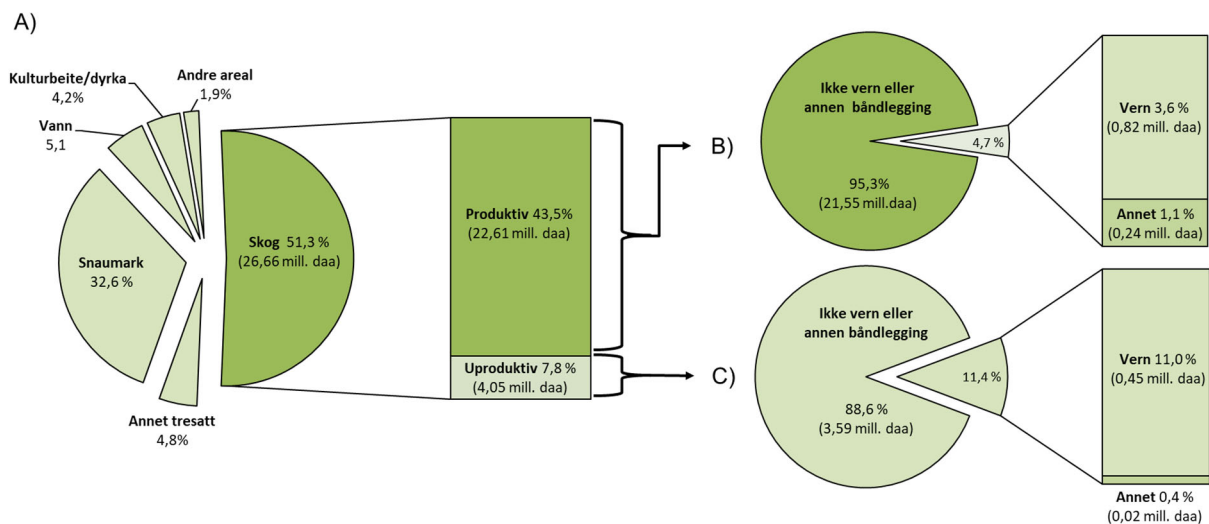 A)
Kulturbeite/dyrka
4,2%
Andre areal
1,9%
Vann
5,1
Snaumark
32,6 %
Annet tresatt
4,8%
Skog 51,3 %
(26,66 mill. daa)
Produktiv 43,5%
(22,61 mill. daa)
Uproduktiv 7,8 %
(4,05 mill. daa)
B)
Ikke vern eller
annen båndlegging
4,7%
95,3%
(21,55 mill.daa)
Vern 3,6 %
(0,82 mill. daa)
Annet 1,1 %
(0,24 mill. daa)
C)
Ikke vern eller
annen båndlegging
11,4 %
88,6%
(3,59 mill. daa)
Vern 11,0%
(0,45 mill. daa)
Annet 0,4 %
(0,02 mill. daa)